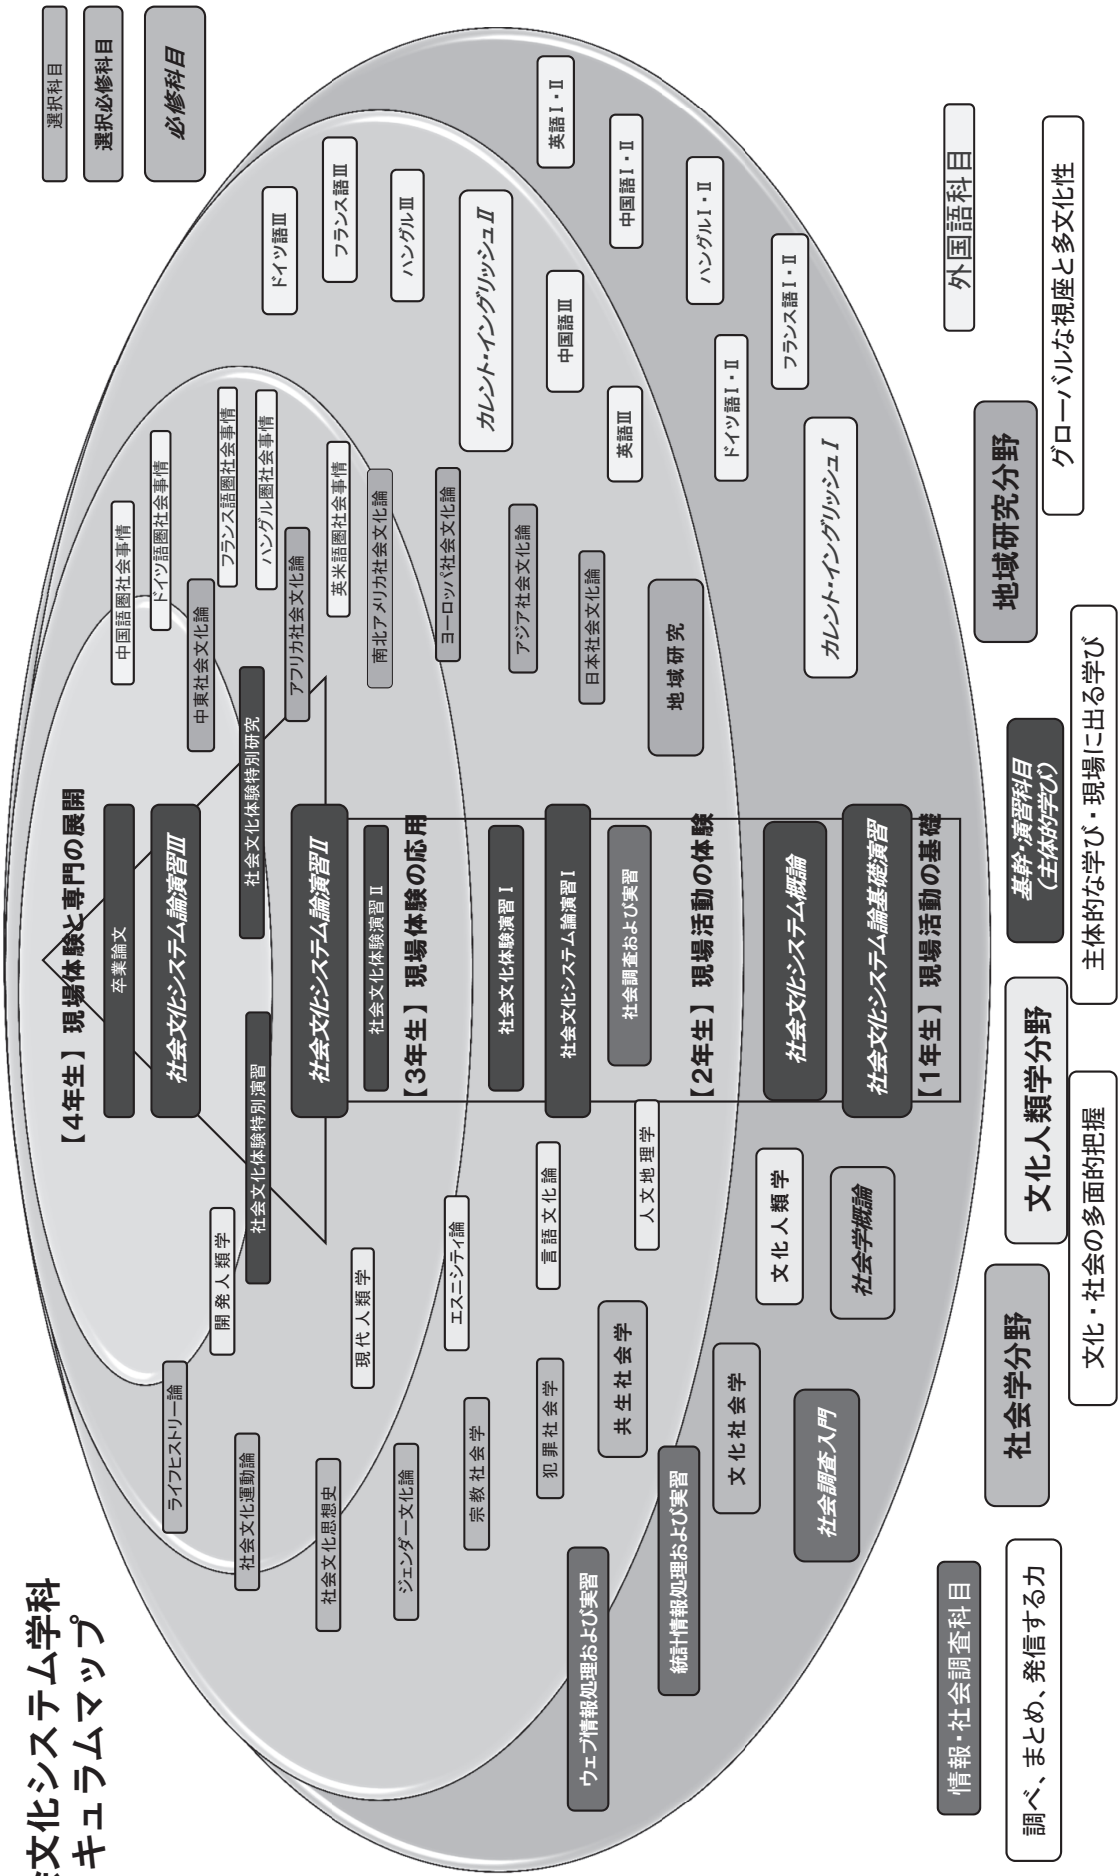 文化システム学科
キュラムマップ
選択科目
選択必修科目
必修科目
【4年生】現場体験と専門の展開
卒業論文
社会文化システム論演習Ⅲ
社会文化体験特別演習
社会文化体験特別研究
開発人類学
ライフヒストリー論
中国語圏社会事情
ドイツ語圏社会事情
中東社会文化論
フランス語圏社会事情
ハングル圏社会事情
アフリカ社会文化論
英米語圏社会事情
南北アメリカ社会文化論
社会文化システム論演習Ⅱ
社会文化体験演習Ⅱ
【3年生】現場体験の応用
社会文化運動論
社会文化思想史
現代人類学
ジェンダー文化論
エスニシティ論
宗教社会学
犯罪社会学
言語文化論
共生社会学
人文地理学
社会文化体験演習Ⅰ
社会文化システム論演習Ⅰ
社会調査および実習
【2年生】現場活動の体験
ヨーロッパ社会文化論
アジア社会文化論
日本社会文化論
地域研究
ドイツ語Ⅲ
フランス語Ⅲ
ハングルⅢ
カレント・イングリッシュⅡ
中国語Ⅲ
英語Ⅲ
ウェブ情報処理および実習
統計情報処理および実習
文化社会学
文化人類学
社会調査入門
社会学概論
社会文化システム概論
社会文化システム論基礎演習
【1年生】現場活動の基礎
英語Ⅰ・Ⅱ
中国語Ⅰ・Ⅱ
ハングルⅠ・Ⅱ
ドイツ語Ⅰ・Ⅱ
フランス語Ⅰ・Ⅱ
カレント・イングリッシュⅠ
情報・社会調査科目
調べ、まとめ、発信する力
社会学分野
文化人類学分野
文化・社会の多面的把握
基幹・演習科目
(主体的学び)
主体的な学び・現場に出る学び
地域研究分野
グローバルな視座と多文化性
外国語科目